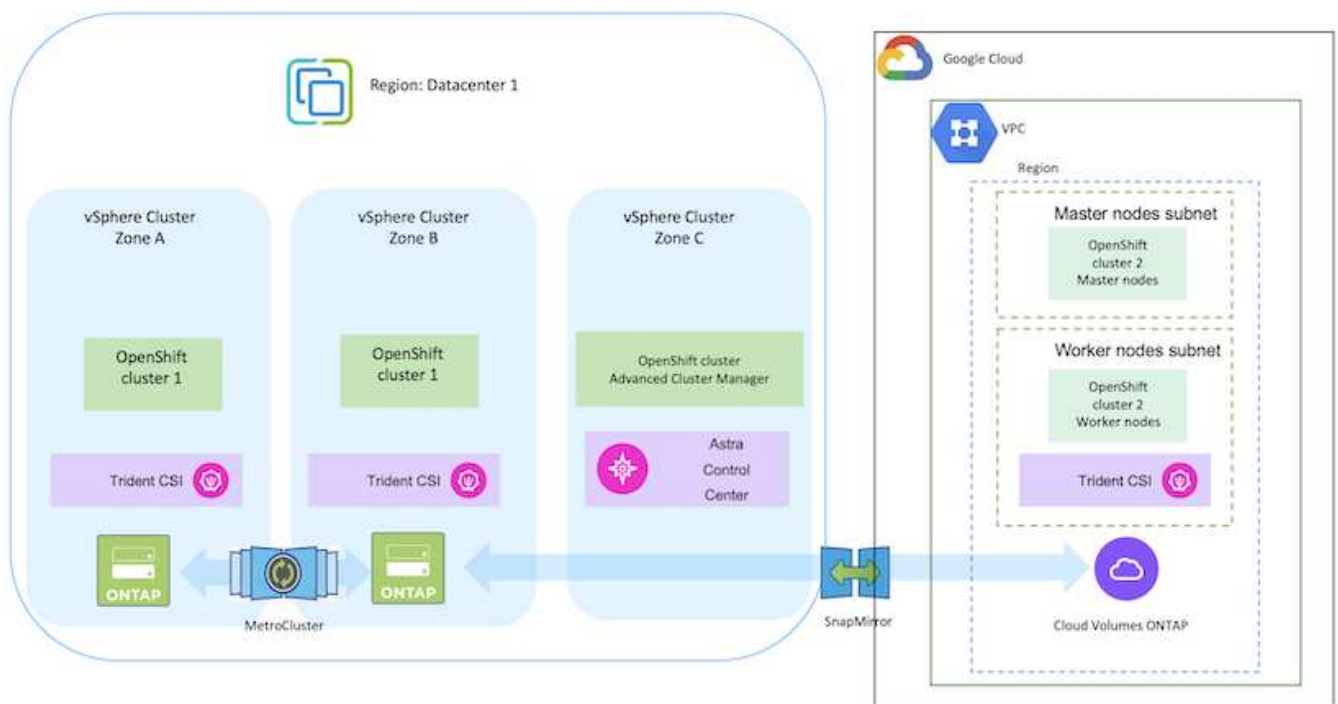 Region: Datacenter 1
vSphere Cluster
Zone A
OpenShift
cluster 1
Trident CSI
ONTAP
vSphere Cluster
Zone B
OpenShift
cluster 1
Trident CSI
ONTAP
MetroCluster
vSphere Cluster
Zone C
OpenShift cluster
Advanced Cluster Manager
Astra
Control
Center
SnapMirror
Google Cloud
VPC
Region
Master nodes subnet
OpenShift
cluster 2
Master nodes
Worker nodes subnet
OpenShift
cluster 2
Worker nodes
Trident CSI
Cloud Volumes ONTAP